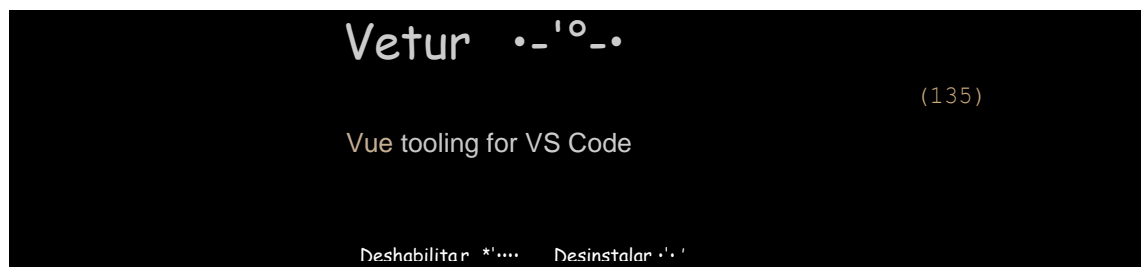 Vetur •-'°-•
(135)
Vue tooling for VS Code
Deshabilitar *'···· Desinstalar ·'· '